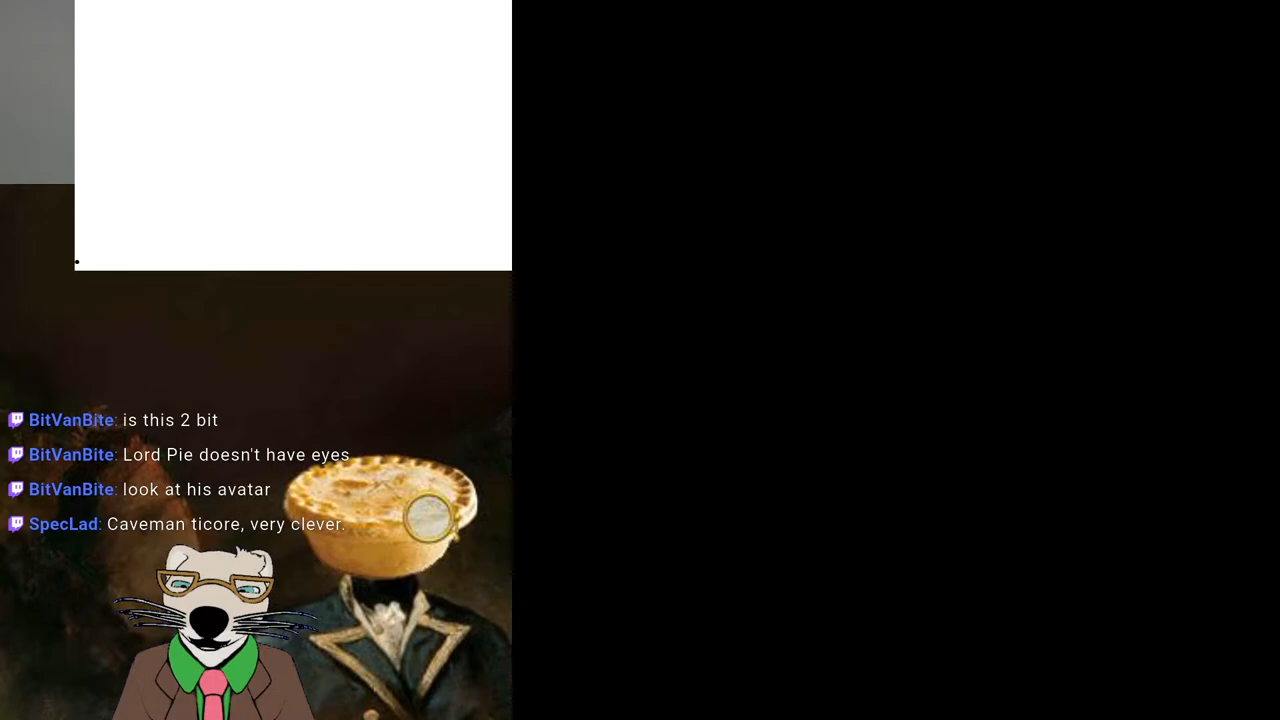 BitVanBite: is this 2 bit
BitVanBite: Lord Pie doesn't have eyes
BitVanBite: look at his avatar
SpecLad: Caveman ticore, very clever.